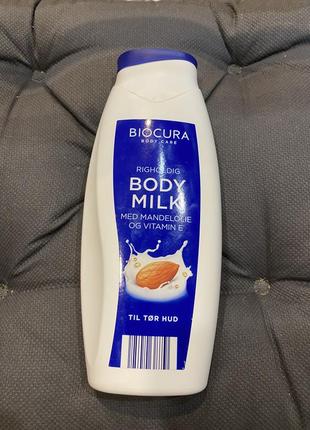 BIOCURA
BODY CARE
RIGHOLDIG
BODY
MILK
MED MANDELOLIE
OG VITAMIN E
TIL TØR HUD